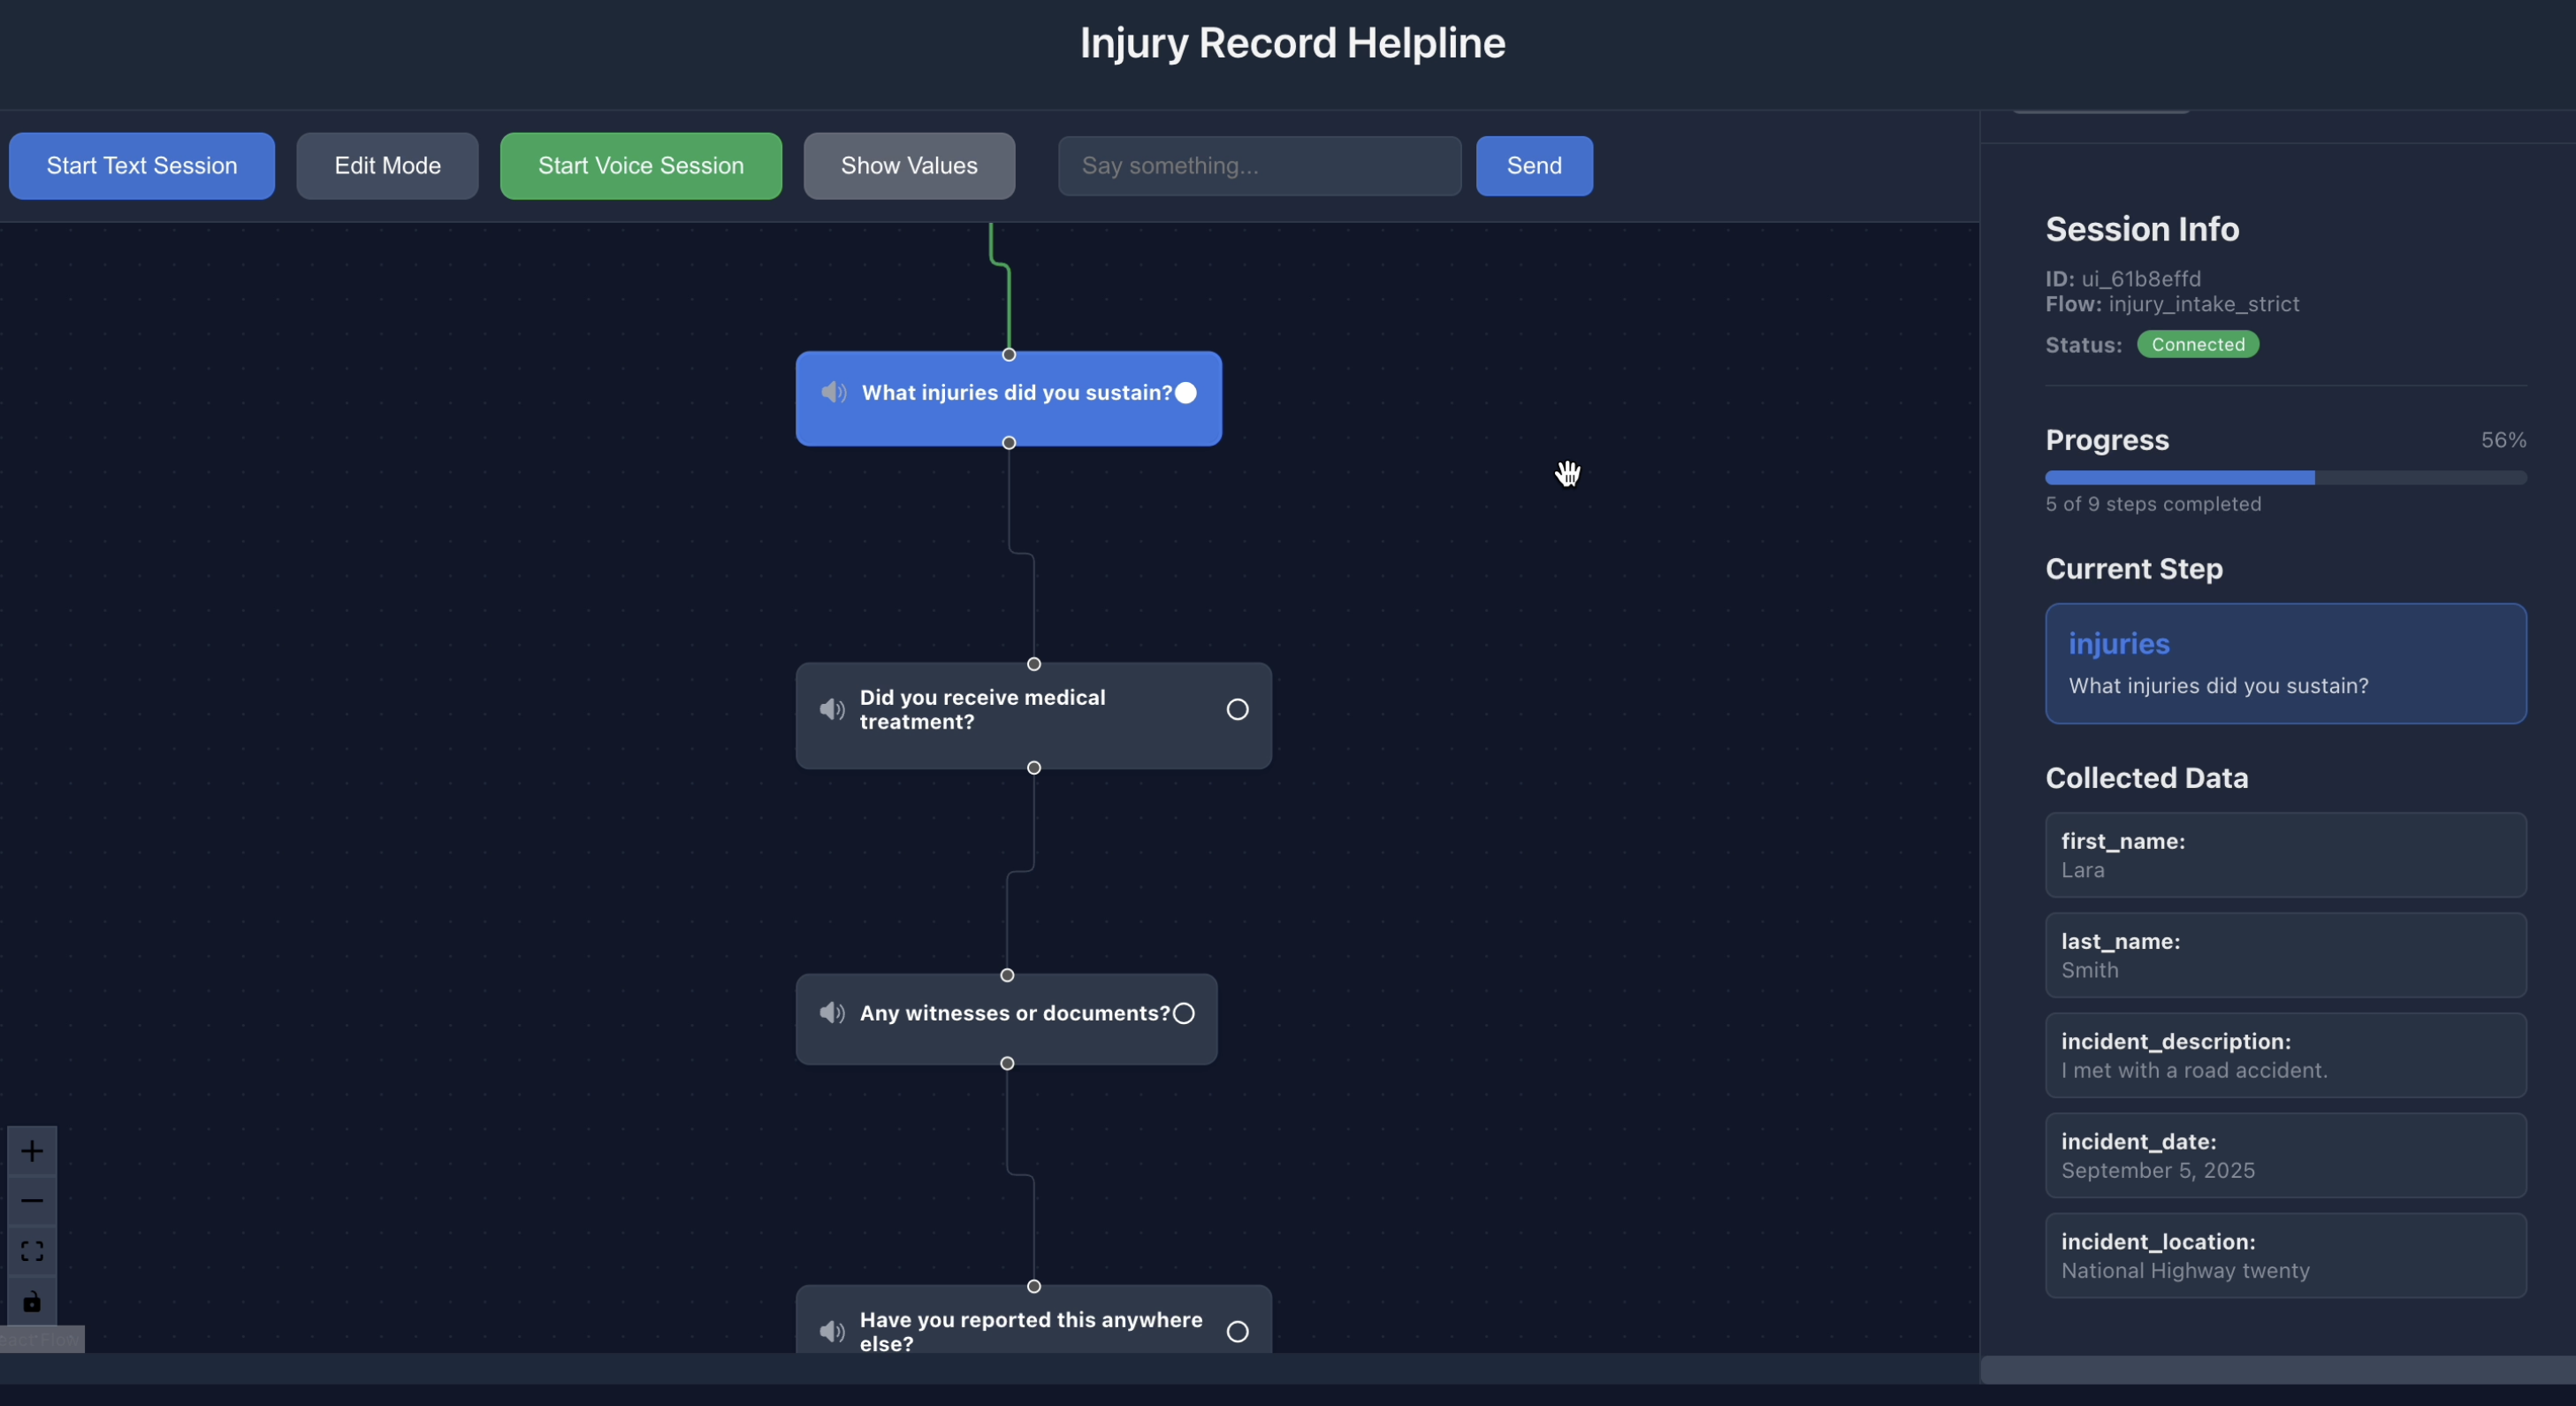 Injury Record Helpline
Start Text Session
Edit Mode
Start Voice Session
Show Values
Say something...
Send
What injuries did you sustain?
Did you receive medical
treatment?
Any witnesses or documents?
Have you reported this anywhere
else?
Session Info
ID: ui_61b8effd
Flow: injury_intake_strict
Status: Connected
Progress 56%
5 of 9 steps completed
Current Step
injuries
What injuries did you sustain?
Collected Data
first_name:
Lara
last_name:
Smith
incident_description:
I met with a road accident.
incident_date:
September 5, 2025
incident_location:
National Highway twenty